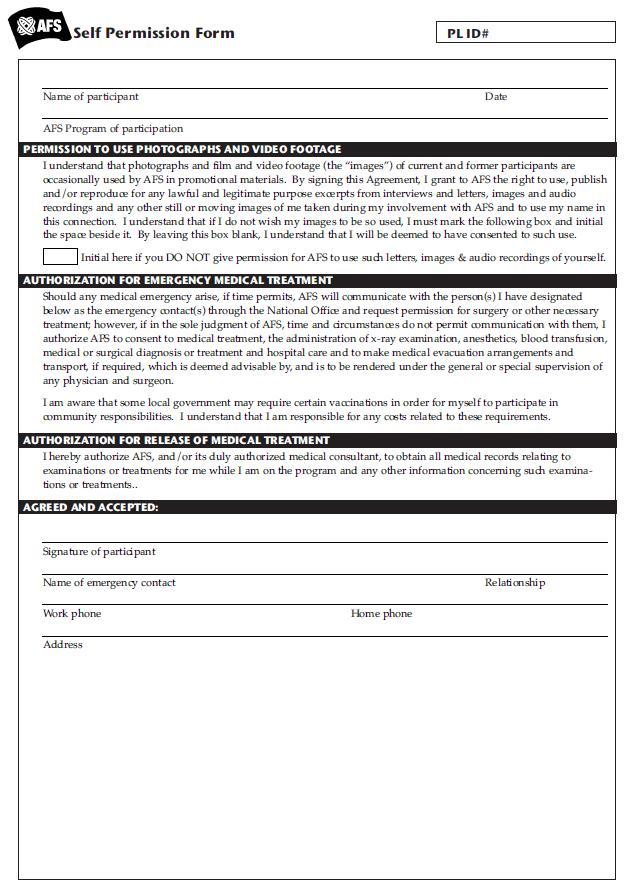 AFS Self Permission Form
PL ID#
Name of participant Date
AFS Program of participation
PERMISSION TO USE PHOTOGRAPHS AND VIDEO FOOTAGE
I understand that photographs and film and video footage (the “images”) of current and former participants are
occasionally used by AFS in promotional materials. By signing this Agreement, I grant to AFS the right to use, publish
and/or reproduce for any lawful and legitimate purpose excerpts from interviews and letters, images and audio
recordings and any other still or moving images of me taken during my involvement with AFS and to use my name in
this connection. I understand that if I do not wish my images to be so used, I must mark the following box and initial
the space beside it. By leaving this box blank, I understand that I will be deemed to have consented to such use.
Initial here if you DO NOT give permission for AFS to use such letters, images & audio recordings of yourself.
AUTHORIZATION FOR EMERGENCY MEDICAL TREATMENT
Should any medical emergency arise, if time permits, AFS will communicate with the person(s) I have designated
below as the emergency contact(s) through the National Office and request permission for surgery or other necessary
treatment; however, if in the sole judgment of AFS, time and circumstances do not permit communication with them, I
authorize AFS to consent to medical treatment, the administration of x-ray examination, anesthetics, blood transfusion,
medical or surgical diagnosis or treatment and hospital care and to make medical evacuation arrangements and
transport, if required, which is deemed advisable by, and is to be rendered under the general or special supervision of
any physician and surgeon.
I am aware that some local government may require certain vaccinations in order for myself to participate in
community responsibilities. I understand that I am responsible for any costs related to these requirements.
AUTHORIZATION FOR RELEASE OF MEDICAL TREATMENT
I hereby authorize AFS, and/or its duly authorized medical consultant, to obtain all medical records relating to
examinations or treatments for me while I am on the program and any other information concerning such examina-
tions or treatments..
AGREED AND ACCEPTED:
Signature of participant
Name of emergency contact Relationship
Work phone Home phone
Address